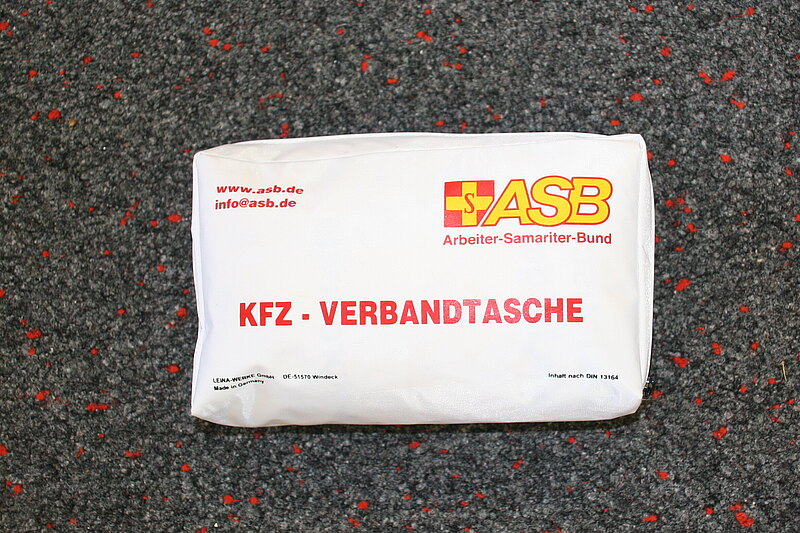 www.asb.de
info@asb.de
S ASB
Arbeiter-Samariter-Bund
KFZ - VERBANDTASCHE
LEINA-WERKE GmbH DE-51570 Windeck
Made in Germany
Inhalt nach DIN 13164